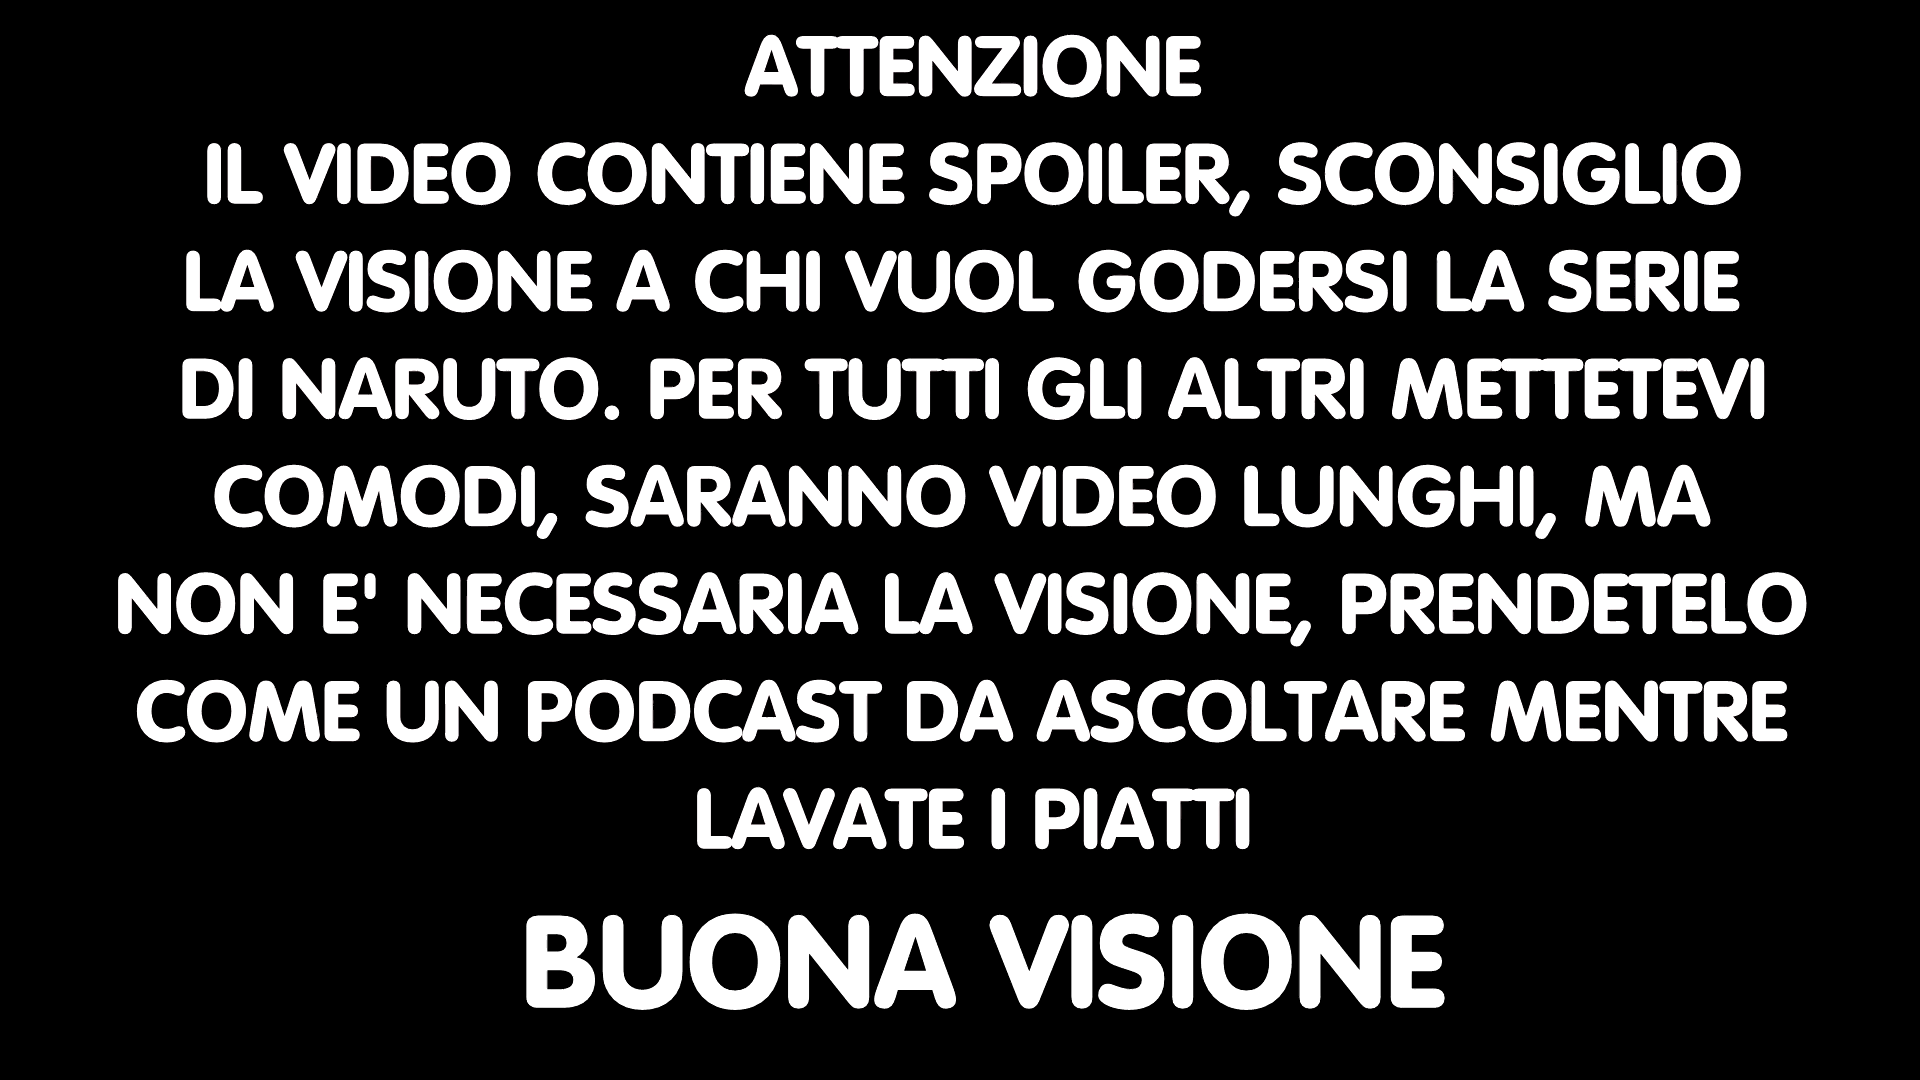 ATTENZIONE
IL VIDEO CONTIENE SPOILER, SCONSIGLIO
LA VISIONE A CHI VUOL GODERSI LA SERIE
DI NARUTO. PER TUTTI GLI ALTRI METTETEVI
COMODI, SARANNO VIDEO LUNGHI, MA
NON E' NECESSARIA LA VISIONE, PRENDETELO
COME UN PODCAST DA ASCOLTARE MENTRE
LAVATE I PIATTI
BUONA VISIONE